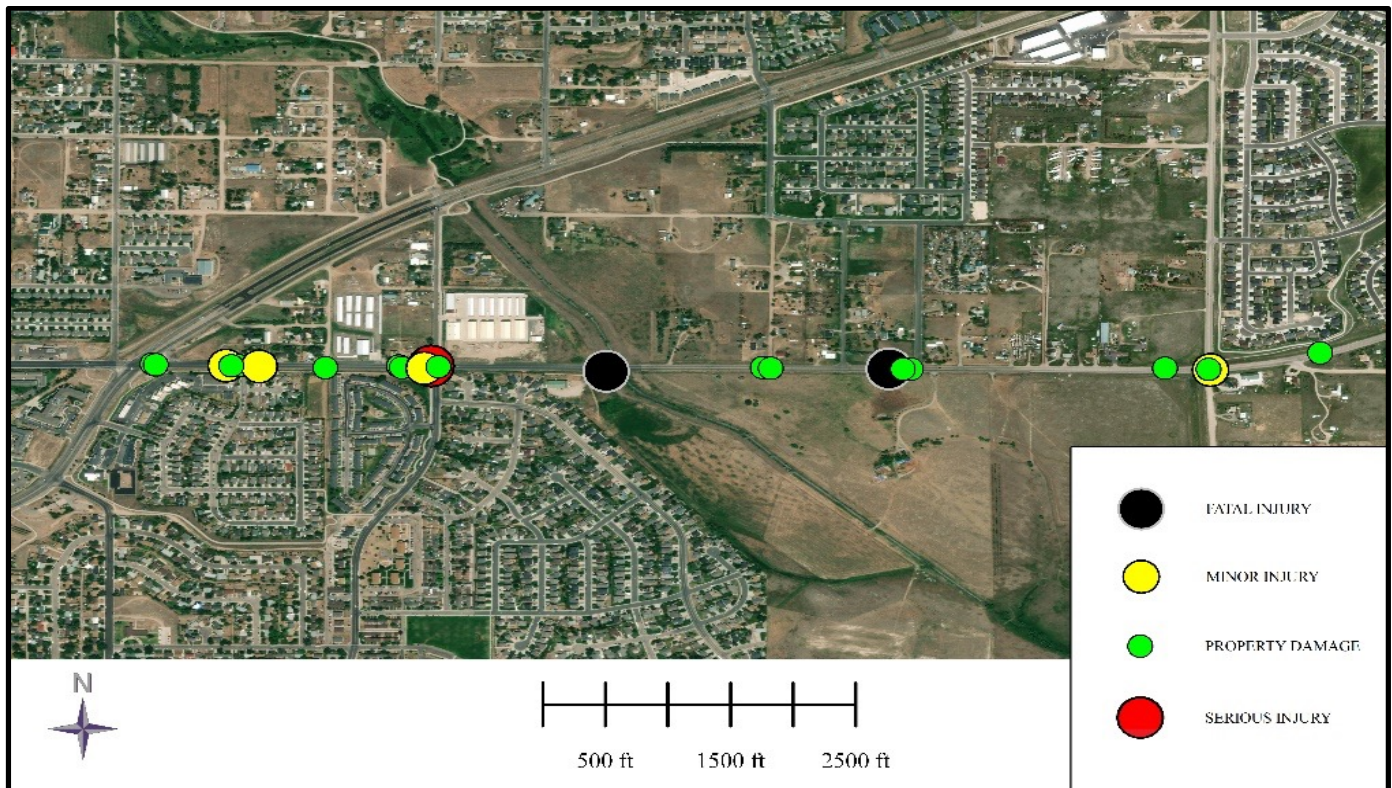 FATAL INJURY
MINOR INJURY
PROPERTY DAMAGE
SERIOUS INJURY
N
500 ft
1500 ft
2500 ft